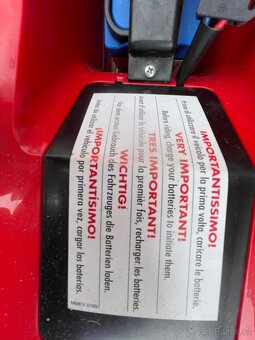 IMPORTANTISSIMO!
Prima di utilizzare il veicolo per la prima volta, caricare le batterie.
VERY IMPORTANT!
Before riding, charge your batteries to initiate them.
TRES IMPORTANT!
Avant d'utiliser le véhicule pour la première fois, recharger les batteries.
WICHTIG!
Vor dem ersten Gebrauch des Fahrzeuges die Batterien laden.
¡IMPORTANTÍSIMO!
Antes de utilizar el vehículo por primera vez, cargar las baterías.